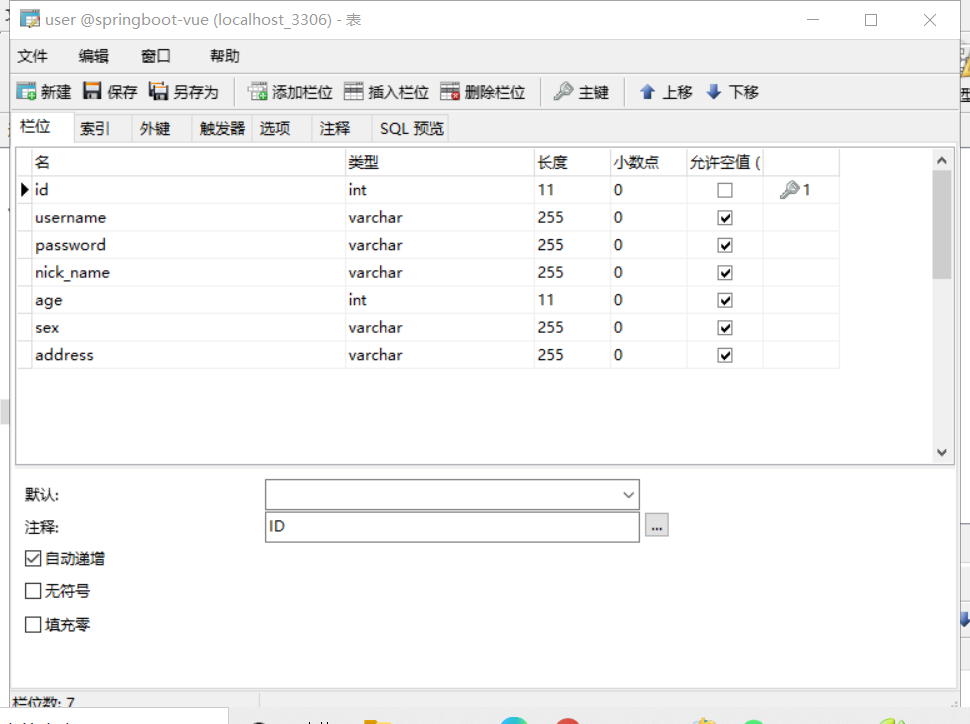 user @springboot-vue (localhost_3306) - 表
文件 编辑 窗口 帮助
新建 保存 另存为 添加栏位 插入栏位 删除栏位 主键 上移 下移
栏位 索引 外键 触发器 选项 注释 SQL 预览
名 类型 长度 小数点 允许空值 (
id int 11 0 1
username varchar 255 0
password varchar 255 0
nick_name varchar 255 0
age int 11 0
sex varchar 255 0
address varchar 255 0
默认:
注释: ID ...
自动递增
无符号
填充零
栏位数: 7